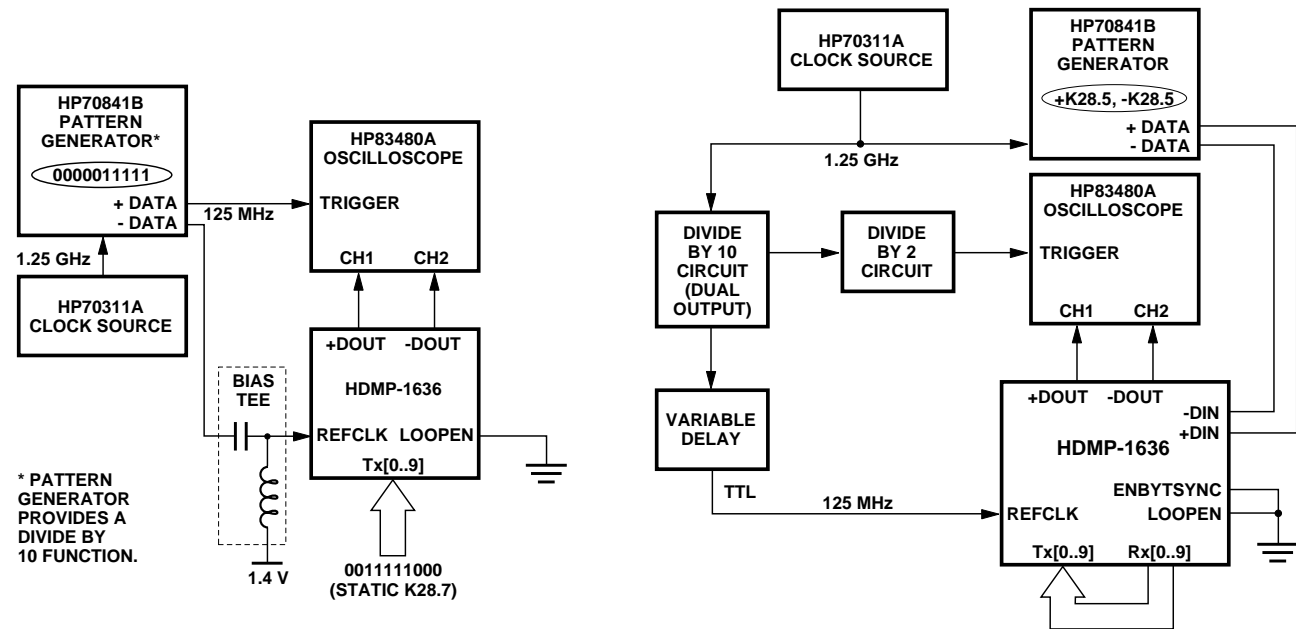 HP70841B
PATTERN
GENERATOR*
0000011111
+ DATA
- DATA
125 MHz
1.25 GHz
HP70311A
CLOCK SOURCE
HP83480A
OSCILLOSCOPE
TRIGGER
CH1 CH2
+DOUT -DOUT
HDMP-1636
REFCLK LOOPEN
Tx[0..9]
BIAS
TEE
1.4 V
0011111000
(STATIC K28.7)
* PATTERN
GENERATOR
PROVIDES A
DIVIDE BY
10 FUNCTION.
HP70311A
CLOCK SOURCE
1.25 GHz
HP70841B
PATTERN
GENERATOR
+K28.5, -K28.5
+ DATA
- DATA
DIVIDE
BY 10
CIRCUIT
(DUAL
OUTPUT)
DIVIDE
BY 2
CIRCUIT
HP83480A
OSCILLOSCOPE
TRIGGER
CH1 CH2
VARIABLE
DELAY
TTL
125 MHz
+DOUT -DOUT
-DIN
+DIN
HDMP-1636
ENBYTSYNC
REFCLK LOOPEN
Tx[0..9] Rx[0..9]